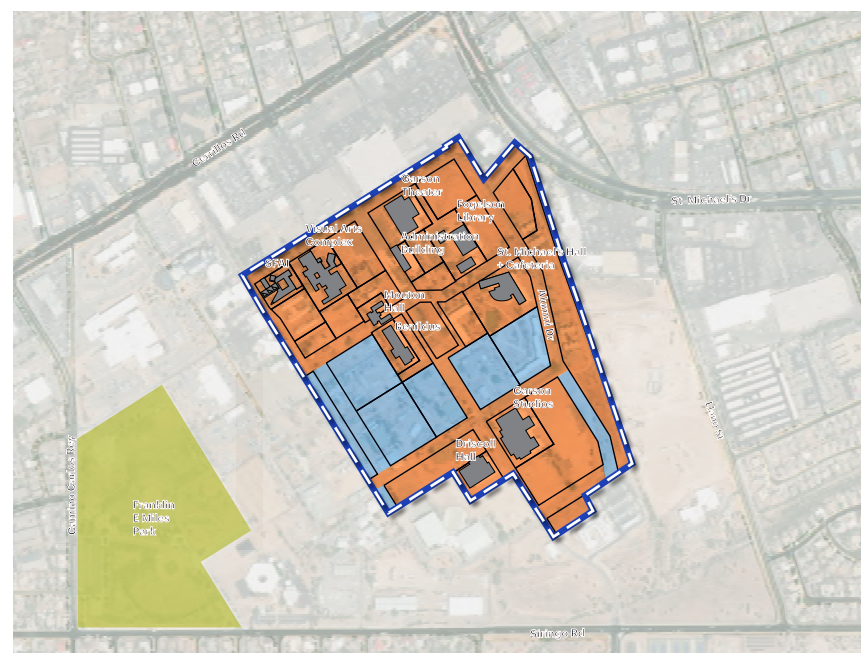 Cerrillos Rd
St. Michael's Dr.
Garson
Theater
Fogelson
Library
Visual Arts
Complex
Administration
Building
St. Michael's Hall
+ Cafeteria
SFAI
Mouton
Hall
Alumni Dr
Benildus
Garson
Studios
Driscoll
Hall
Camino Carlos Rey
Franklin
E Miles
Park
Siringo Rd